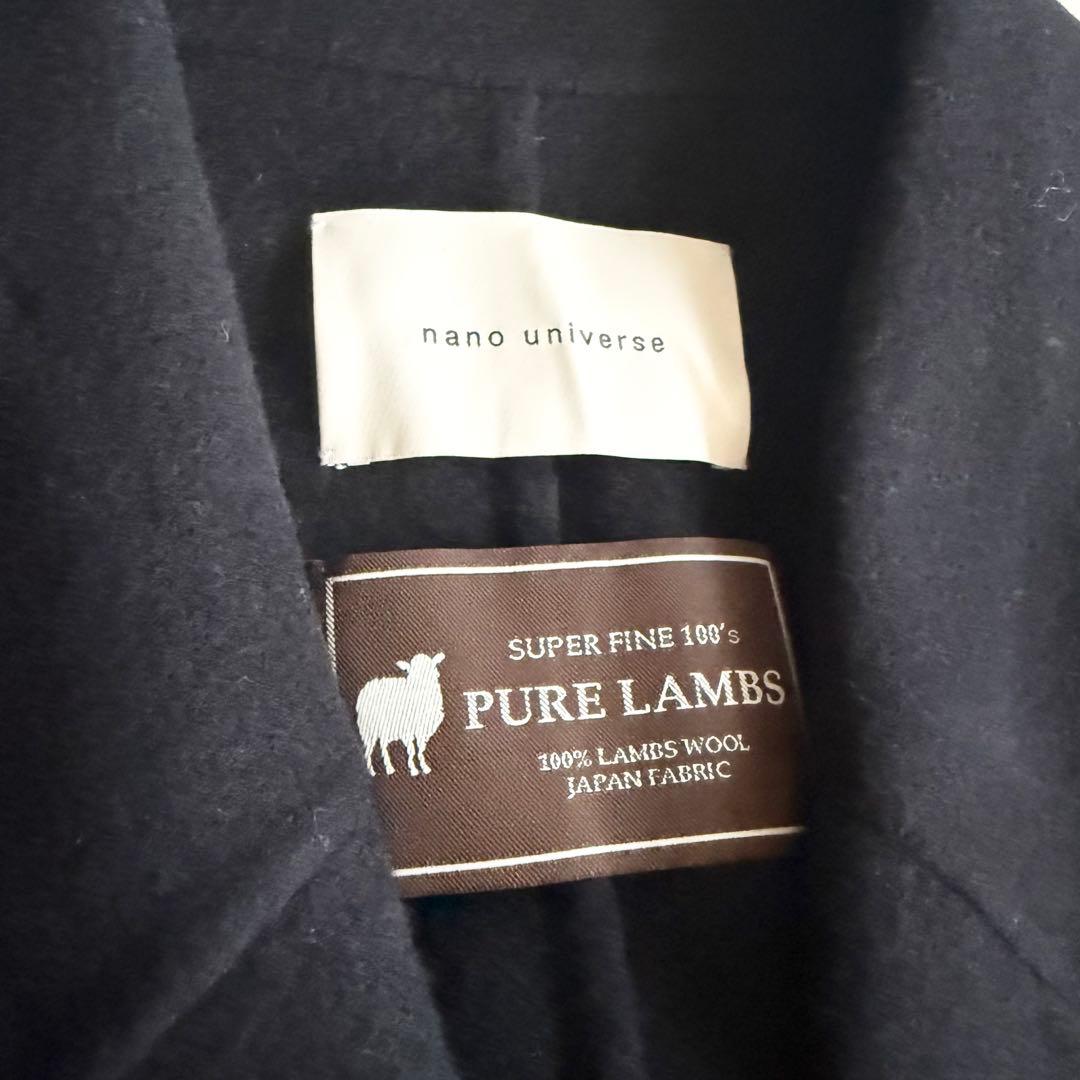 nano universe
SUPER FINE 100's
PURE LAMBS
100% LAMBS WOOL
JAPAN FABRIC